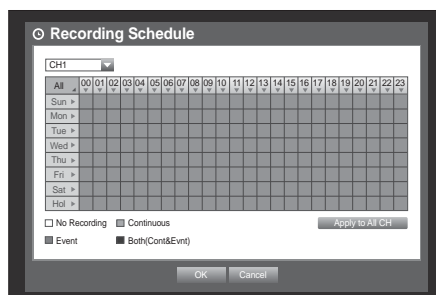 Recording Schedule
CH1
All 00 01 02 03 04 05 06 07 08 09 10 11 12 13 14 15 16 17 18 19 20 21 22 23
Sun
Mon
Tue
Wed
Thu
Fri
Sat
Hol
No Recording Continuous Apply to All CH
Event Both(Cont&Evnt)
OK Cancel